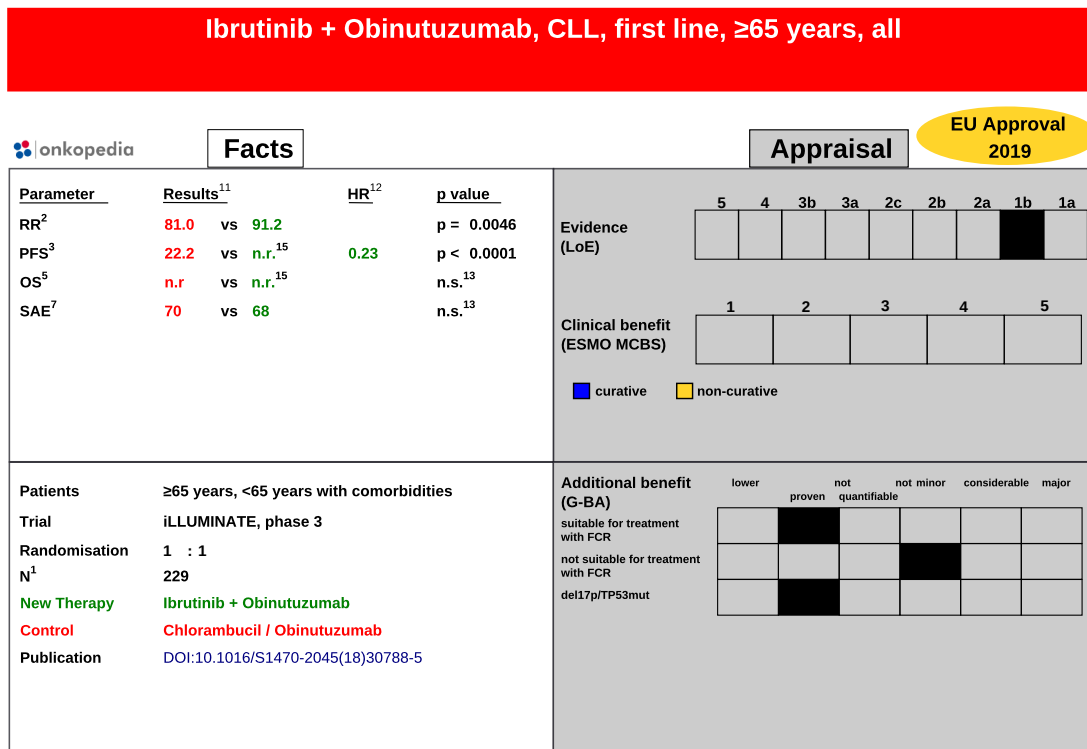 Ibrutinib + Obinutuzumab, CLL, first line, ≥65 years, all
onkopedia
Facts
Appraisal
EU Approval
2019
Parameter Results11 HR12 p value
RR2 81.0 vs 91.2 p = 0.0046
PFS3 22.2 vs n.r.15 0.23 p < 0.0001
OS5 n.r vs n.r.15 n.s.13
SAE7 70 vs 68 n.s.13
5 4 3b 3a 2c 2b 2a 1b 1a
Evidence
(LoE)
1 2 3 4 5
Clinical benefit
(ESMO MCBS)
curative non-curative
Patients ≥65 years, <65 years with comorbidities
Trial iLLUMINATE, phase 3
Randomisation 1 : 1
N1 229
New Therapy Ibrutinib + Obinutuzumab
Control Chlorambucil / Obinutuzumab
Publication DOI:10.1016/S1470-2045(18)30788-5
Additional benefit
(G-BA)
lower not not minor considerable major
proven quantifiable
suitable for treatment
with FCR
not suitable for treatment
with FCR
del17p/TP53mut